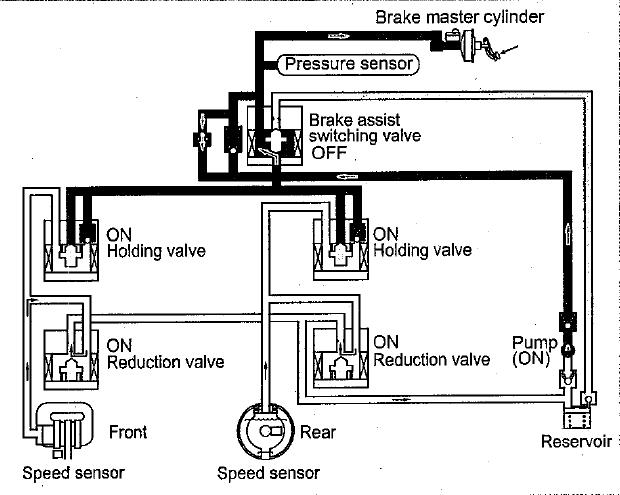 Brake master cylinder
Pressure sensor
Brake assist
switching valve
OFF
ON
Holding valve
ON
Holding valve
ON
Reduction valve
ON
Reduction valve
Pump
(ON)
Front
Rear
Reservoir
Speed sensor
Speed sensor